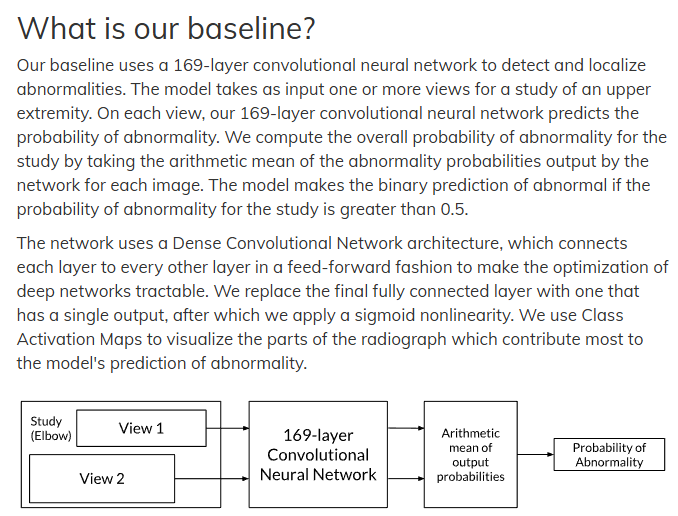 What is our baseline?
Our baseline uses a 169-layer convolutional neural network to detect and localize
abnormalities. The model takes as input one or more views for a study of an upper
extremity. On each view, our 169-layer convolutional neural network predicts the
probability of abnormality. We compute the overall probability of abnormality for the
study by taking the arithmetic mean of the abnormality probabilities output by the
network for each image. The model makes the binary prediction of abnormal if the
probability of abnormality for the study is greater than 0.5.
The network uses a Dense Convolutional Network architecture, which connects
each layer to every other layer in a feed-forward fashion to make the optimization of
deep networks tractable. We replace the final fully connected layer with one that
has a single output, after which we apply a sigmoid nonlinearity. We use Class
Activation Maps to visualize the parts of the radiograph which contribute most to
the model's prediction of abnormality.
Study
(Elbow)
View 1
View 2
169-layer
Convolutional
Neural Network
Arithmetic
mean of
output
probabilities
Probability of
Abnormality